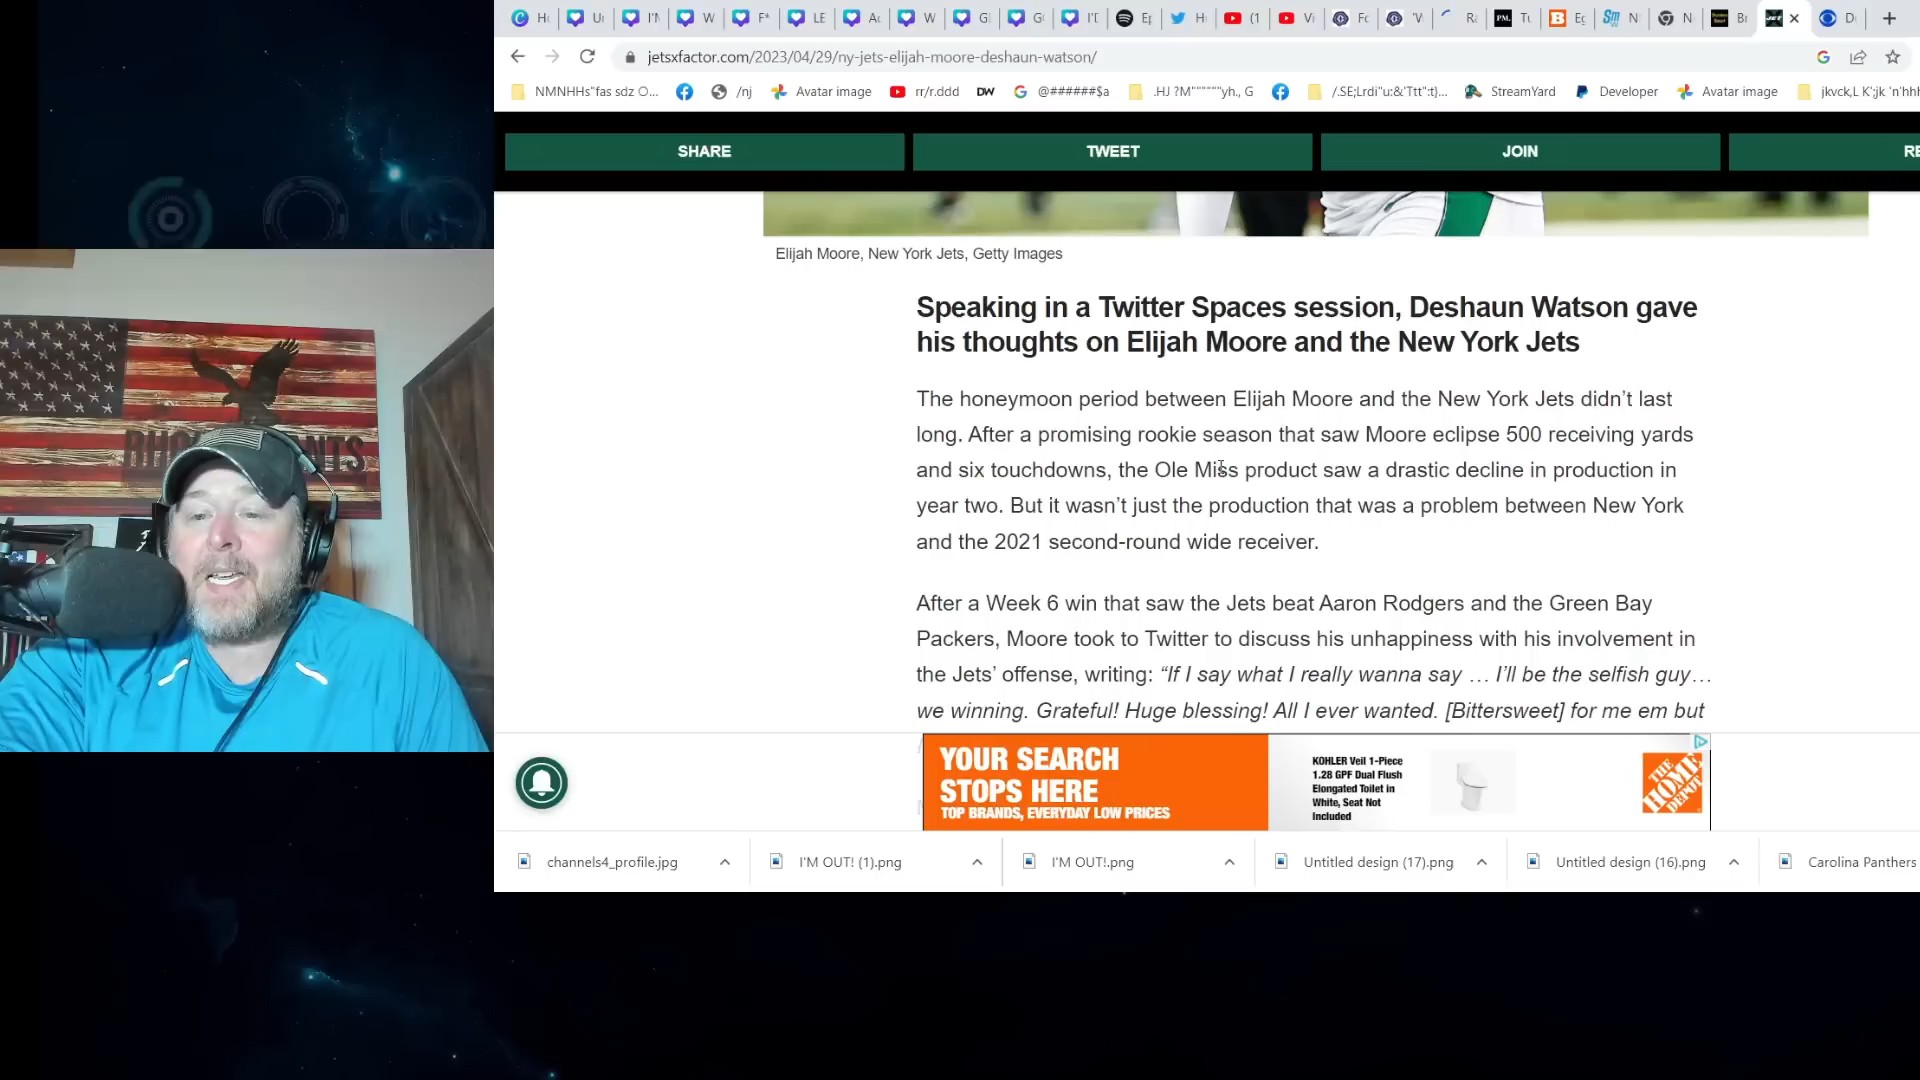 jetsxfactor.com/2023/04/29/ny-jets-elijah-moore-deshaun-watson/
NMNHHs"fas sdz O... /nj Avatar image rr/r.ddd DW @######$a .HJ ?M"""""yh., G /.SE;Lrdi"u:&'Ttt":t}... StreamYard Developer Avatar image
SHARE TWEET JOIN RE
Elijah Moore, New York Jets, Getty Images
Speaking in a Twitter Spaces session, Deshaun Watson gave
his thoughts on Elijah Moore and the New York Jets
The honeymoon period between Elijah Moore and the New York Jets didn't last
long. After a promising rookie season that saw Moore eclipse 500 receiving yards
and six touchdowns, the Ole Miss product saw a drastic decline in production in
year two. But it wasn't just the production that was a problem between New York
and the 2021 second-round wide receiver.
After a Week 6 win that saw the Jets beat Aaron Rodgers and the Green Bay
Packers, Moore took to Twitter to discuss his unhappiness with his involvement in
the Jets' offense, writing: “If I say what I really wanna say … I'll be the selfish guy…
we winning. Grateful! Huge blessing! All I ever wanted. [Bittersweet] for me em but
YOUR SEARCH
STOPS HERE
TOP BRANDS, EVERYDAY LOW PRICES
KOHLER Veil 1-Piece
1.28 GPF Dual Flush
Elongated Toilet in
White, Seat Not
Included
THE HOME DEPOT
channels4_profile.jpg I'M OUT! (1).png I'M OUT!.png Untitled design (17).png Untitled design (16).png Carolina Panthers